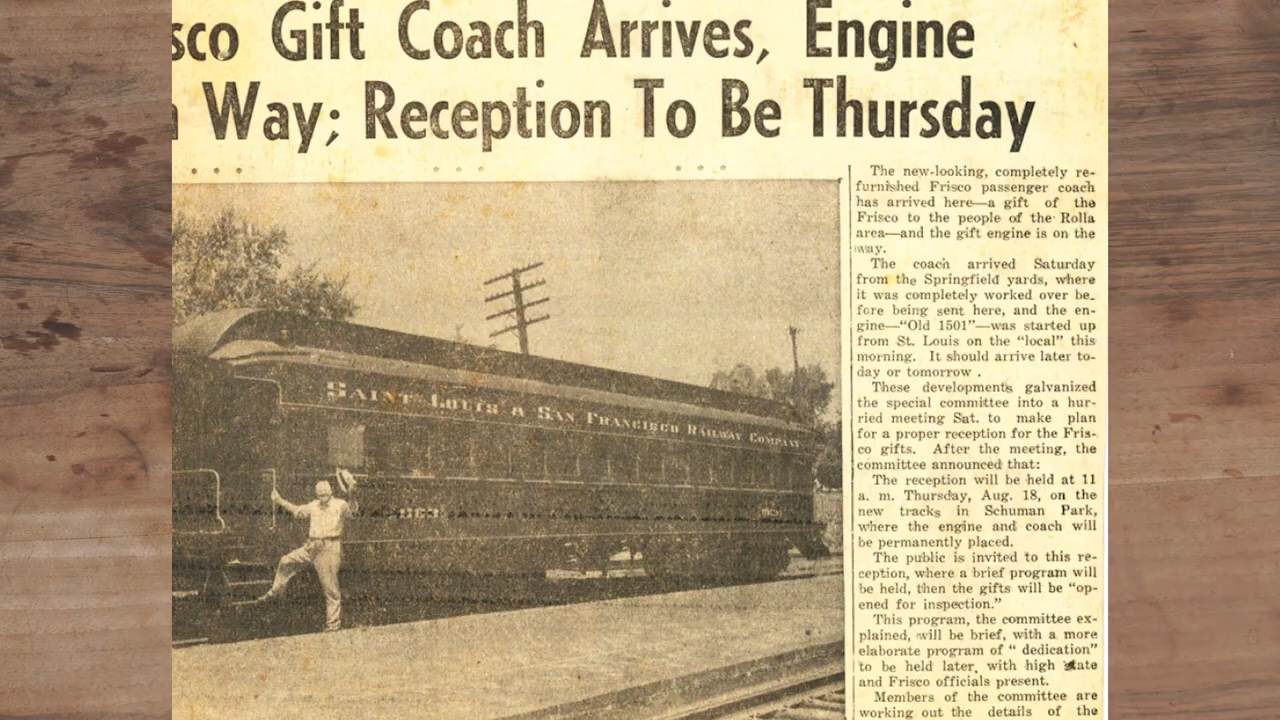 sco Gift Coach Arrives, Engine
Way; Reception To Be Thursday
SAINT LOUIS & SAN FRANCISCO RAILWAY COMPANY
863
The new-looking, completely re-
furnished Frisco passenger coach
has arrived here—a gift of the
Frisco to the people of the Rolla
area—and the gift engine is on the
way.
The coach arrived Saturday
from the Springfield yards, where
it was completely worked over be-
fore being sent here, and the en-
gine—“Old 1501”—was started up
from St. Louis on the “local” this
morning. It should arrive later to-
day or tomorrow .
These developments galvanized
the special committee into a hur-
ried meeting Sat. to make plan
for a proper reception for the Fris-
co gifts. After the meeting, the
committee announced that:
The reception will be held at 11
a. m. Thursday, Aug. 18, on the
new tracks in Schuman Park,
where the engine and coach will
be permanently placed.
The public is invited to this re-
ception, where a brief program will
be held, then the gifts will be “op-
ened for inspection.”
This program, the committee ex-
plained, will be brief, with a more
elaborate program of “ dedication”
to be held later, with high state
and Frisco officials present.
Members of the committee are
working out the details of the